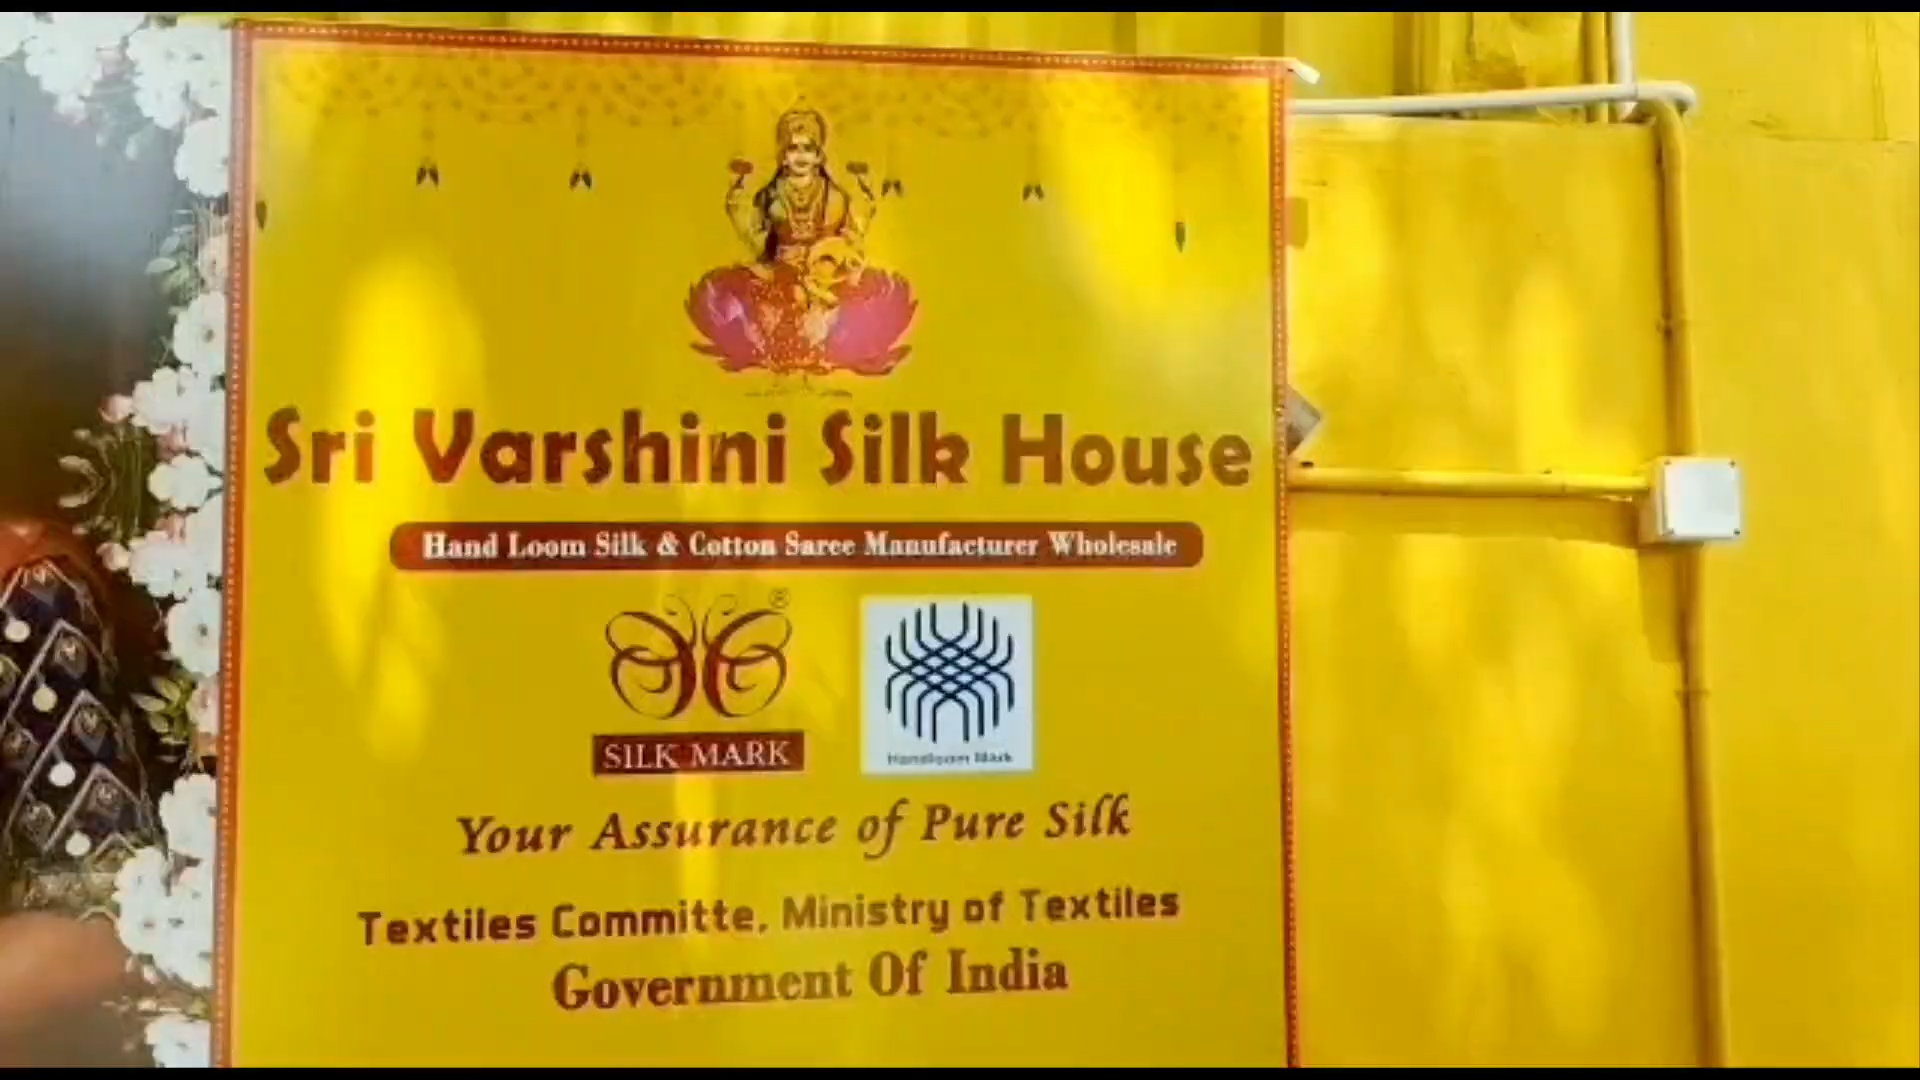 Sri Varshini Silk House
Hand Loom Silk & Cotton Saree Manufacturer Wholesale
®
SILK MARK
Handloom Mark
Your Assurance of Pure Silk
Textiles Committe, Ministry of Textiles
Government Of India